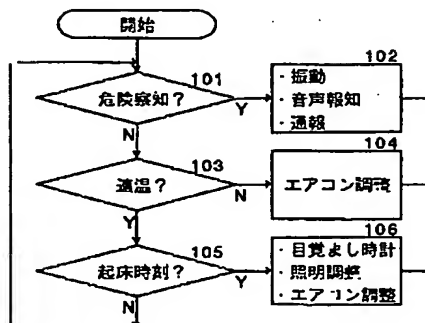 開始
101
危険察知?
Y
N
102
・振動
・音声報知
・通報
103
適温?
N
Y
104
エアコン調整
105
起床時刻?
Y
N
106
・目覚まし時計
・照明調整
・エアコン調整